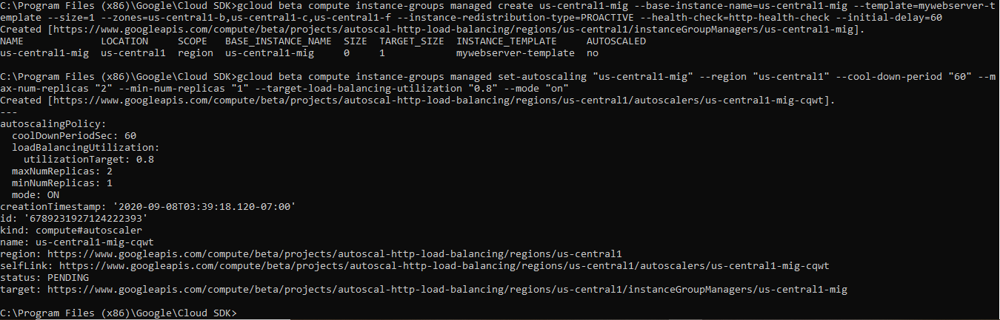 C:\Program Files (x86)\Google\Cloud SDK>gcloud beta compute instance-groups managed create us-central1-mig --base-instance-name=us-central1-mig --template=mywebserver-t
emplate --size=1 --zones=us-central1-b,us-central1-c,us-central1-f --instance-redistribution-type=PROACTIVE --health-check=http-health-check --initial-delay=60
Created [https://www.googleapis.com/compute/beta/projects/autoscal-http-load-balancing/regions/us-central1/instanceGroupManagers/us-central1-mig].
NAME             LOCATION     SCOPE   BASE_INSTANCE_NAME  SIZE  TARGET_SIZE  INSTANCE_TEMPLATE     AUTOSCALED
us-central1-mig  us-central1  region  us-central1-mig     0     1            mywebserver-template  no
C:\Program Files (x86)\Google\Cloud SDK>gcloud beta compute instance-groups managed set-autoscaling "us-central1-mig" --region "us-central1" --cool-down-period "60" --m
ax-num-replicas "2" --min-num-replicas "1" --target-load-balancing-utilization "0.8" --mode "on"
Created [https://www.googleapis.com/compute/beta/projects/autoscal-http-load-balancing/regions/us-central1/autoscalers/us-central1-mig-cqwt].
---
autoscalingPolicy:
  coolDownPeriodSec: 60
  loadBalancingUtilization:
    utilizationTarget: 0.8
  maxNumReplicas: 2
  minNumReplicas: 1
  mode: ON
creationTimestamp: '2020-09-08T03:39:18.120-07:00'
id: '6789231927124222393'
kind: compute#autoscaler
name: us-central1-mig-cqwt
region: https://www.googleapis.com/compute/beta/projects/autoscal-http-load-balancing/regions/us-central1
selfLink: https://www.googleapis.com/compute/beta/projects/autoscal-http-load-balancing/regions/us-central1/autoscalers/us-central1-mig-cqwt
status: PENDING
target: https://www.googleapis.com/compute/beta/projects/autoscal-http-load-balancing/regions/us-central1/instanceGroupManagers/us-central1-mig
C:\Program Files (x86)\Google\Cloud SDK>